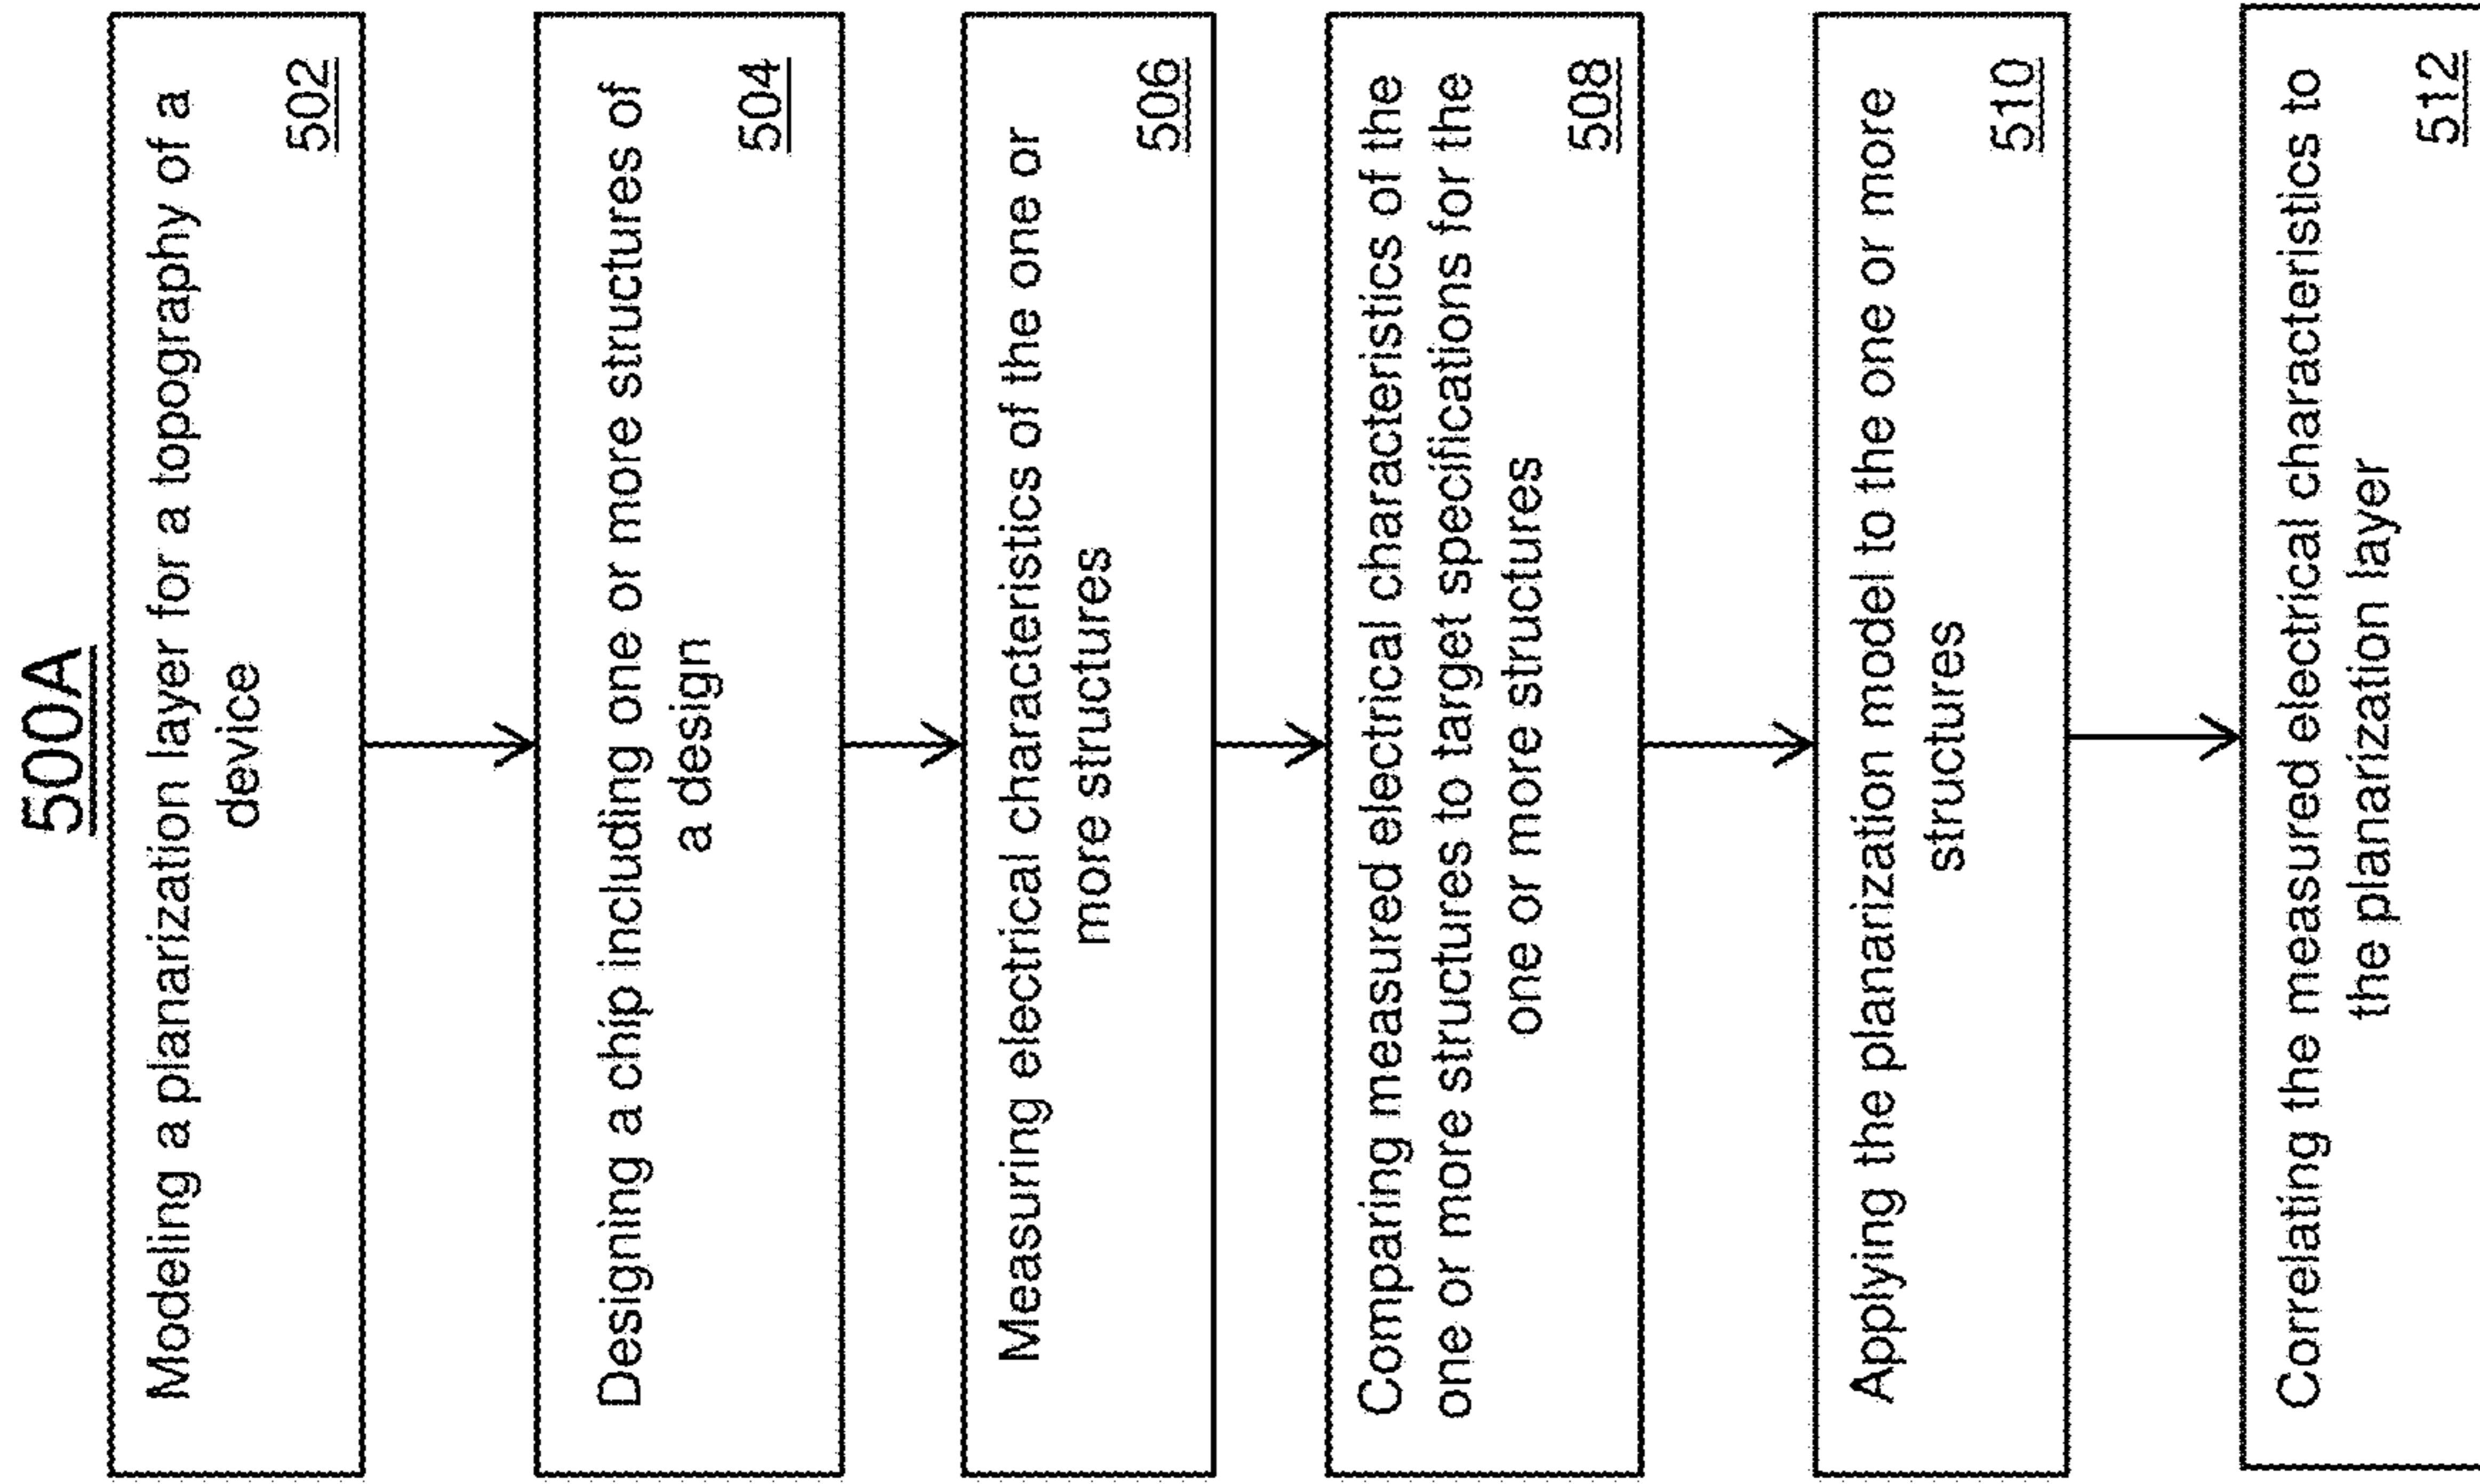 500A
Modeling a planarization layer for a topography of a
device
502
Designing a chip including one or more structures of
a design
504
Measuring electrical characteristics of the one or
more structures
506
Comparing measured electrical characteristics of the
one or more structures to target specifications for the
one or more structures
508
Applying the planarization model to the one or more
structures
510
Correlating the measured electrical characteristics to
the planarization layer
512